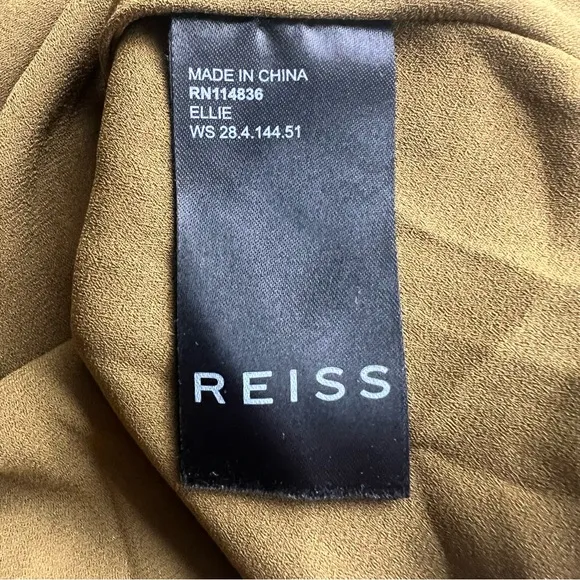 MADE IN CHINA
RN114836
ELLIE
WS 28.4.144.51
REISS